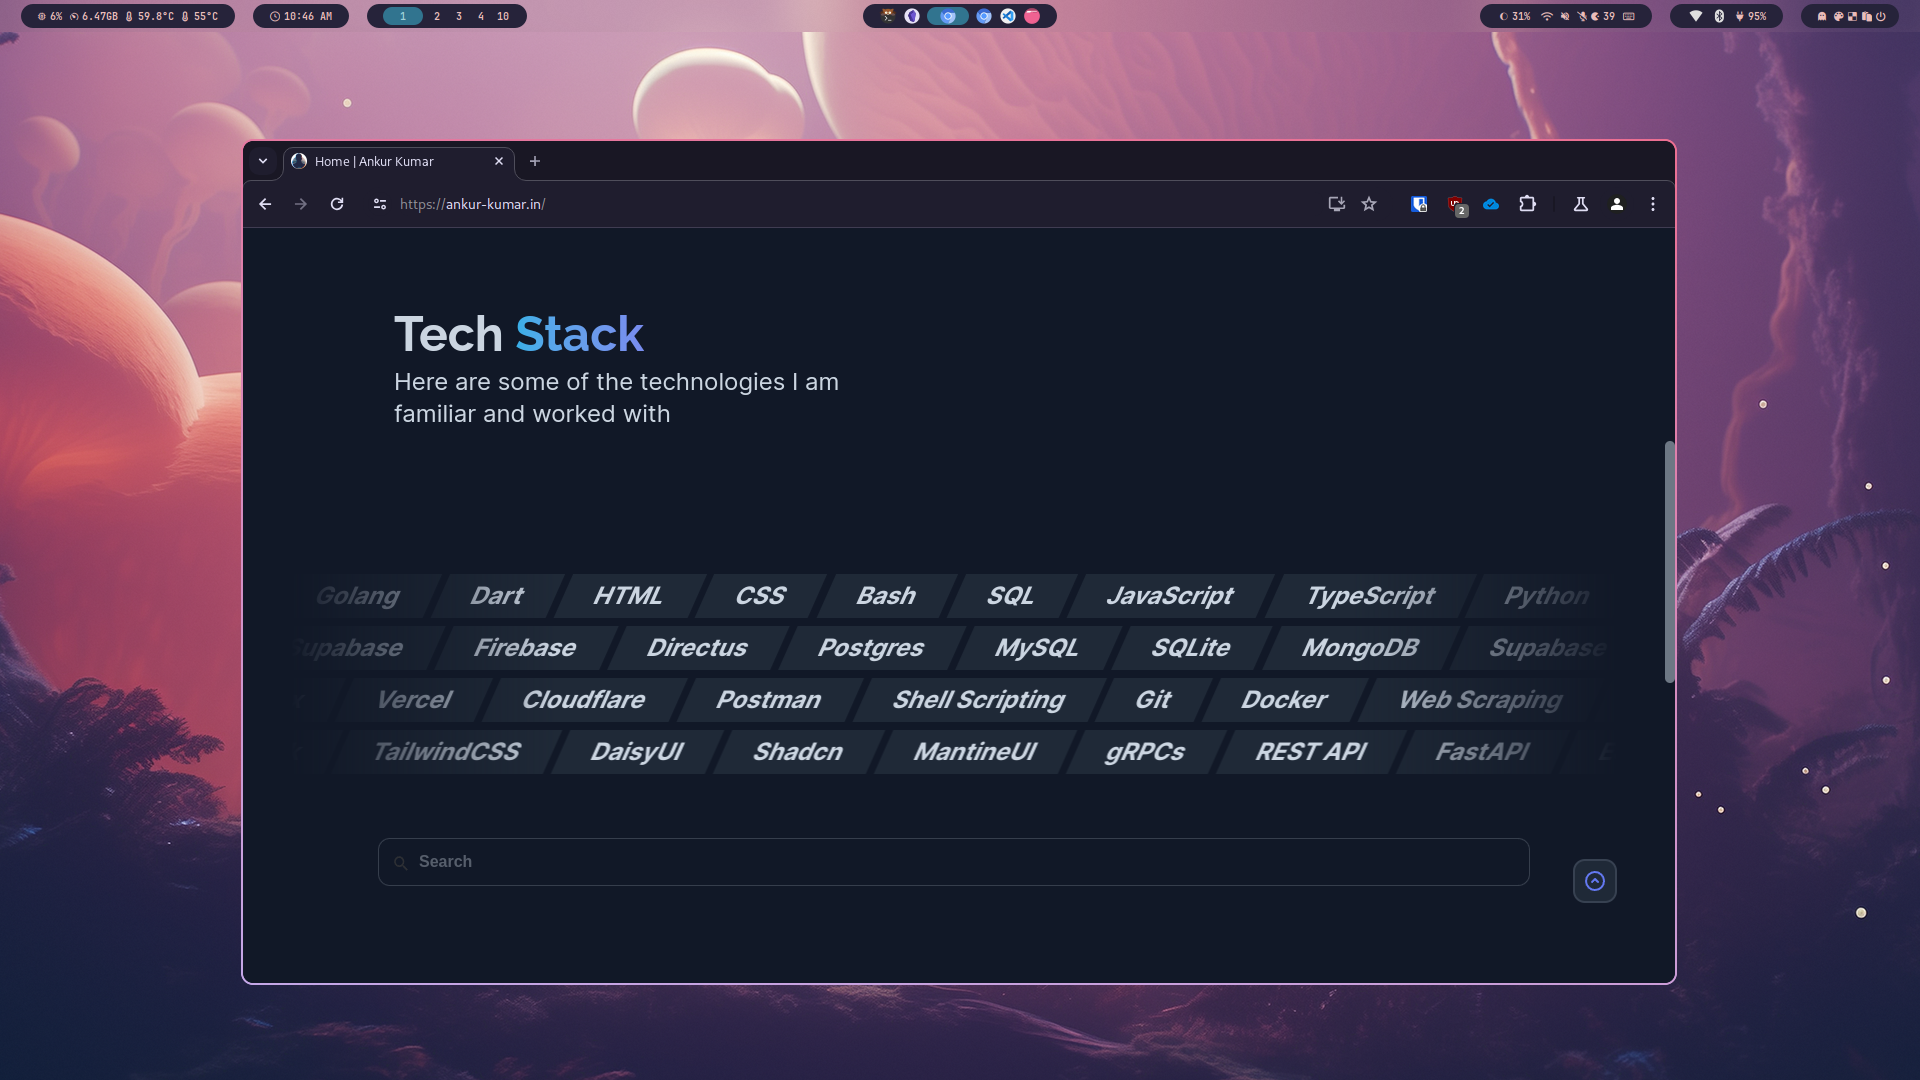 6% 6.47GB 59.8°C 55°C
10:46 AM
1 2 3 4 10
31% 39
95%
Home | Ankur Kumar
https://ankur-kumar.in/
2
Tech Stack
Here are some of the technologies I am
familiar and worked with
Golang Dart HTML CSS Bash SQL JavaScript TypeScript Python
Supabase Firebase Directus Postgres MySQL SQLite MongoDB Supabase
Vercel Cloudflare Postman Shell Scripting Git Docker Web Scraping
TailwindCSS DaisyUI Shadcn MantineUI gRPCs REST API FastAPI
Search